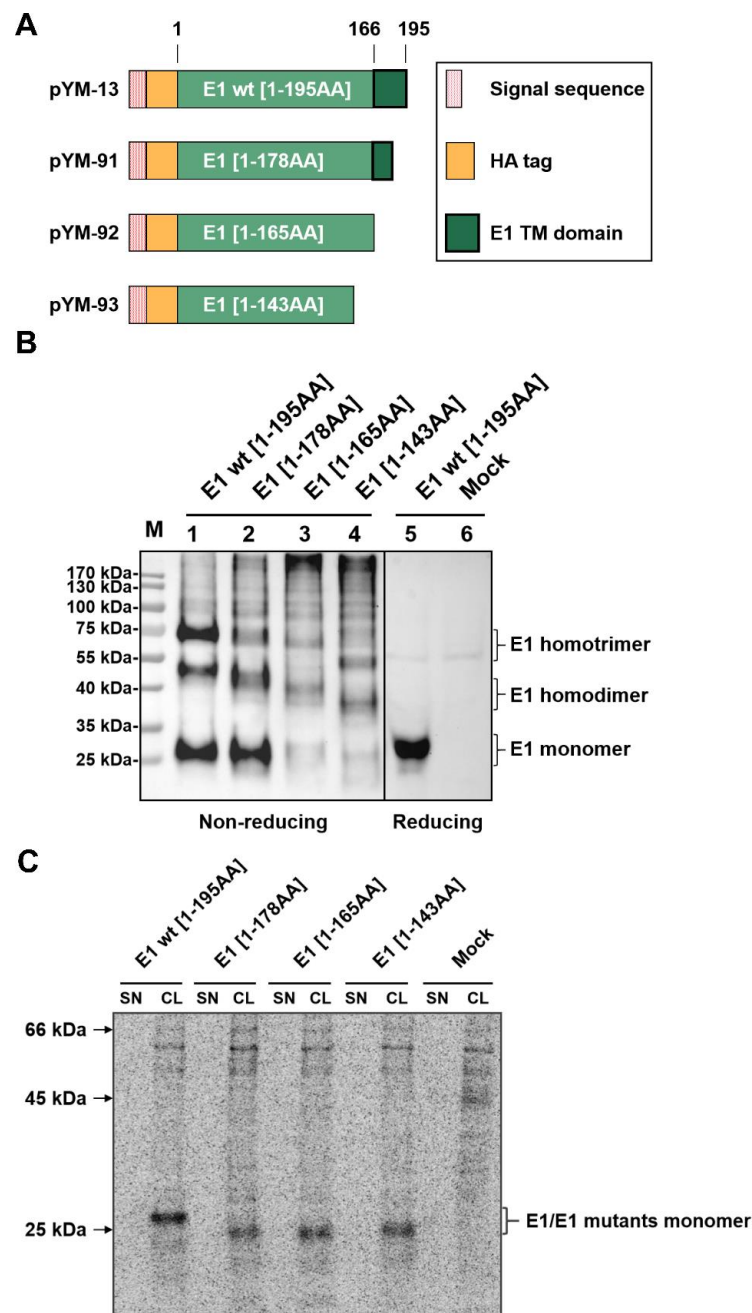 A
1 166 195
pYM-13 E1 wt [1-195AA]
pYM-91 E1 [1-178AA]
pYM-92 E1 [1-165AA]
pYM-93 E1 [1-143AA]
Signal sequence
HA tag
E1 TM domain
B
E1 wt [1-195AA]
E1 [1-178AA]
E1 [1-165AA]
E1 [1-143AA]
E1 wt [1-195AA]
Mock
M 1 2 3 4 5 6
170 kDa-
130 kDa-
100 kDa-
75 kDa-
55 kDa-
40 kDa-
35 kDa-
25 kDa-
E1 homotrimer
E1 homodimer
E1 monomer
Non-reducing Reducing
C
E1 wt [1-195AA]
E1 [1-178AA]
E1 [1-165AA]
E1 [1-143AA]
Mock
SN CL SN CL SN CL SN CL SN CL
66 kDa
45 kDa
25 kDa
E1/E1 mutants monomer